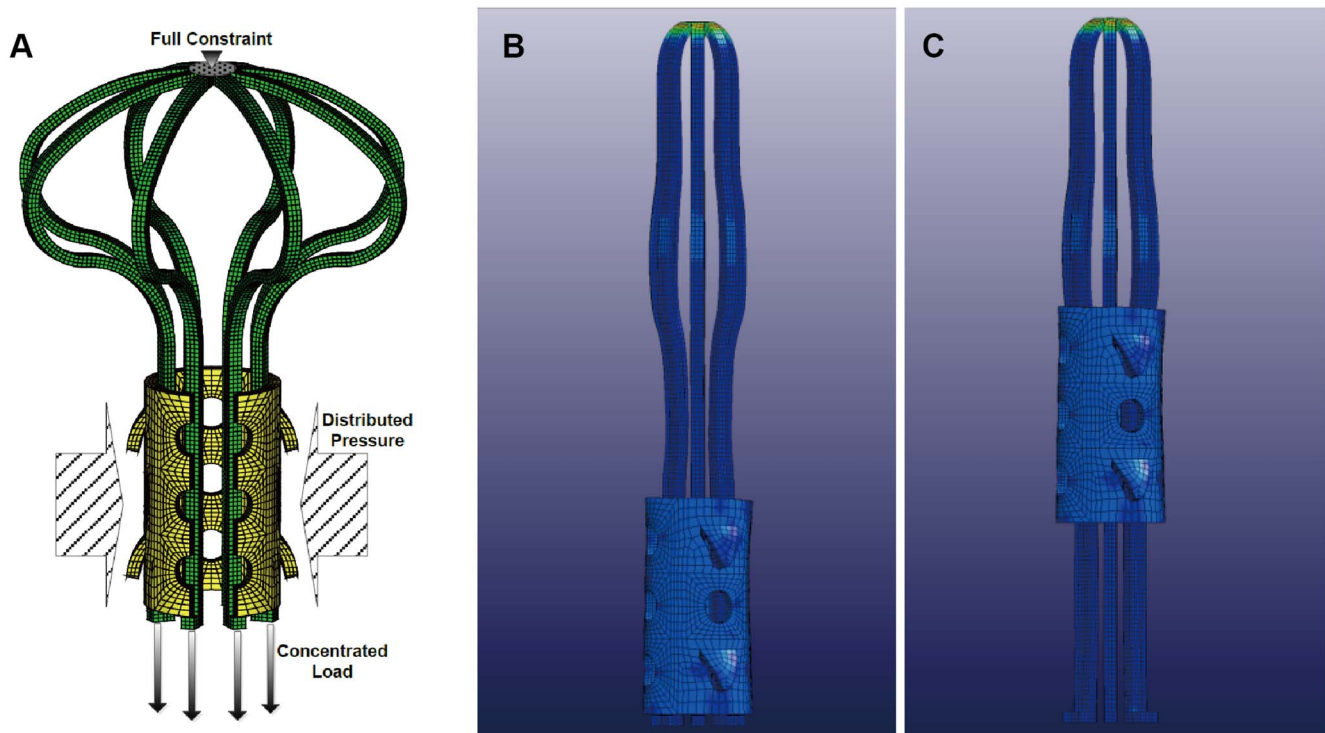 A
Full Constraint
Distributed
Pressure
Concentrated
Load
B
C